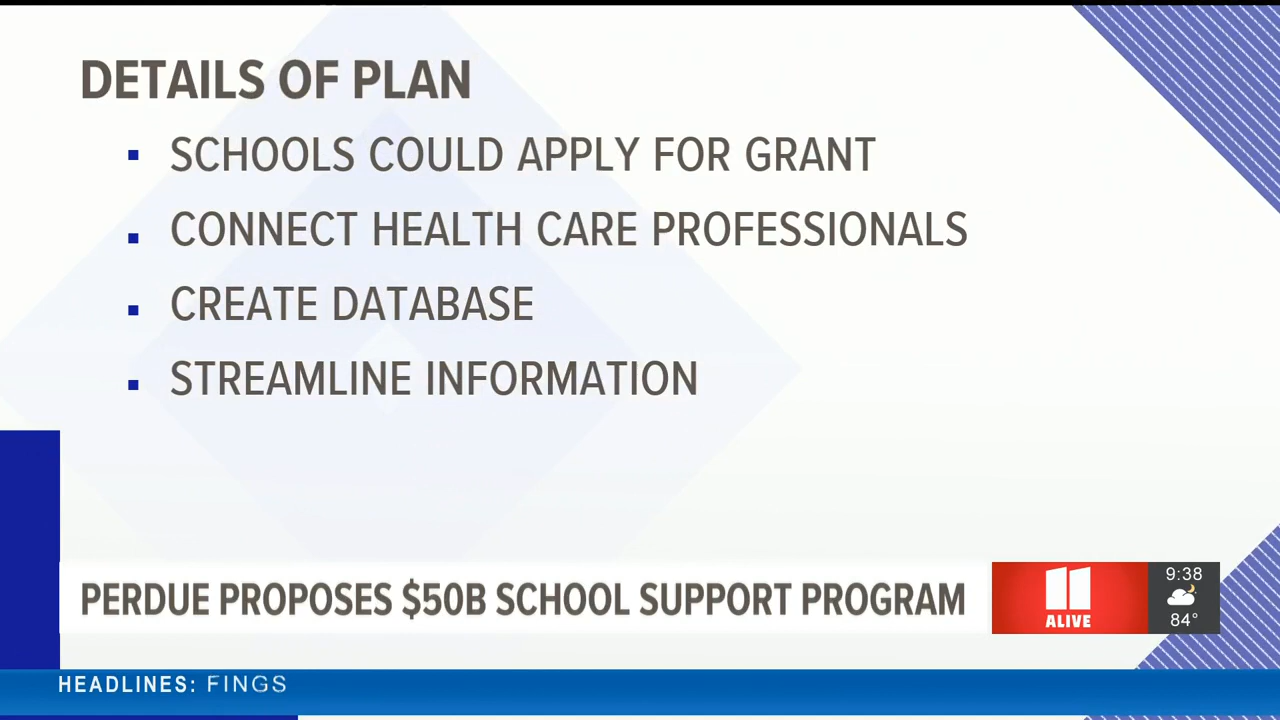 DETAILS OF PLAN
SCHOOLS COULD APPLY FOR GRANT
CONNECT HEALTH CARE PROFESSIONALS
CREATE DATABASE
STREAMLINE INFORMATION
PERDUE PROPOSES $50B SCHOOL SUPPORT PROGRAM
11
ALIVE
9:38
84°
HEADLINES: FINGS